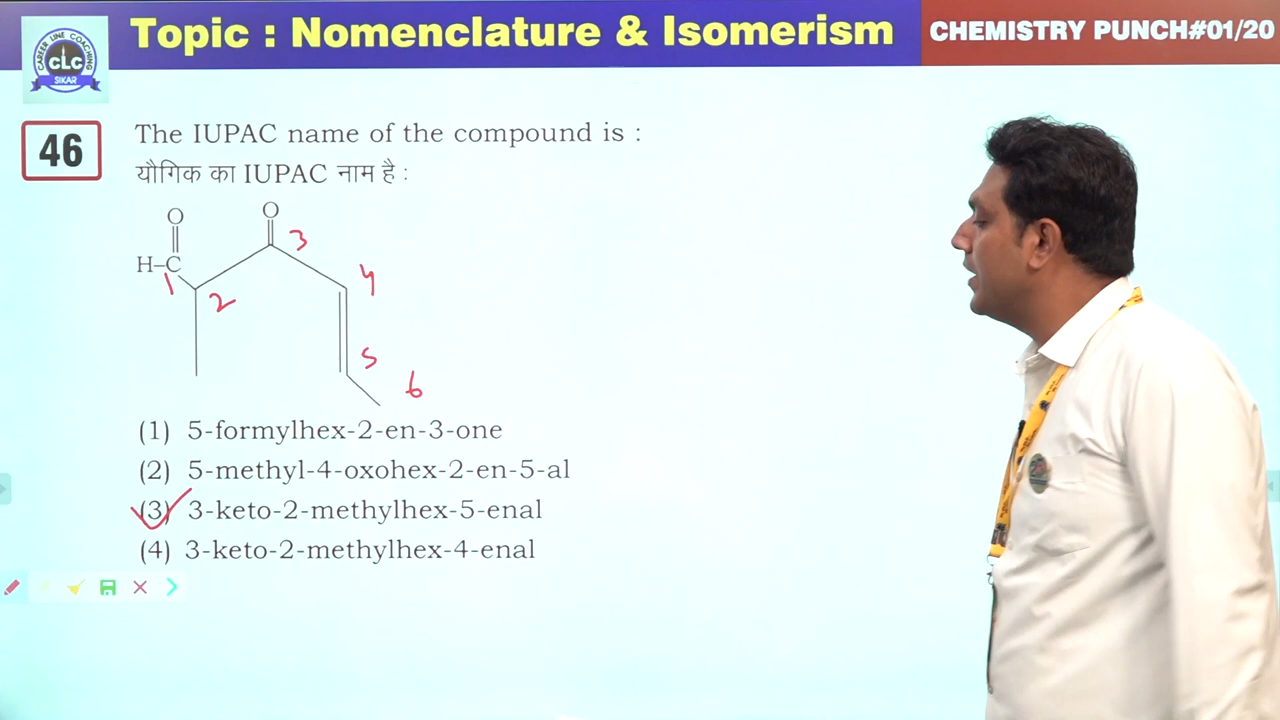 CAREER LINE COACHING
CLC
SIKAR
Topic : Nomenclature & Isomerism
CHEMISTRY PUNCH#01/20
46
The IUPAC name of the compound is :
यौगिक का IUPAC नाम है :
O
O
3
H–C
1
2
4
5
6
(1) 5-formylhex-2-en-3-one
(2) 5-methyl-4-oxohex-2-en-5-al
(3) 3-keto-2-methylhex-5-enal
(4) 3-keto-2-methylhex-4-enal